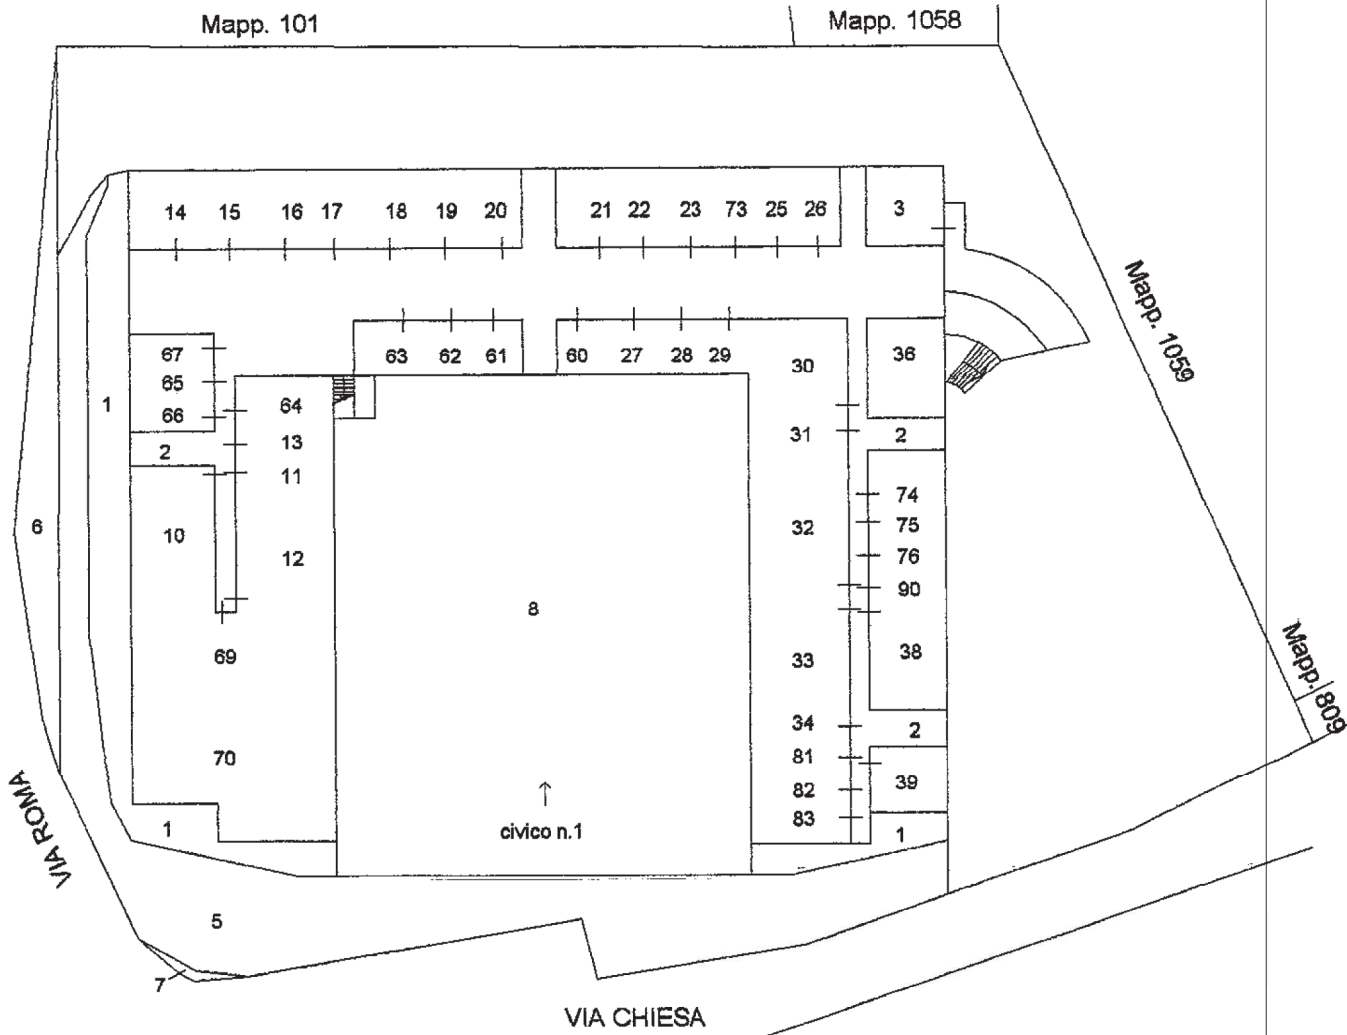 Mapp. 101
Mapp. 1058
14 15 16 17 18 19 20 21 22 23 73 25 26 3
Mapp. 1059
67 63 62 61 60 27 28 29 30 36
65
66 1 64 31 2
2 13
11
6 10 12 32 74
75
76
90
8
69 33 38
34 2
70 81
82 39
83
1 civico n.1 1
Mapp. 809
VIA ROMA
5
7
VIA CHIESA